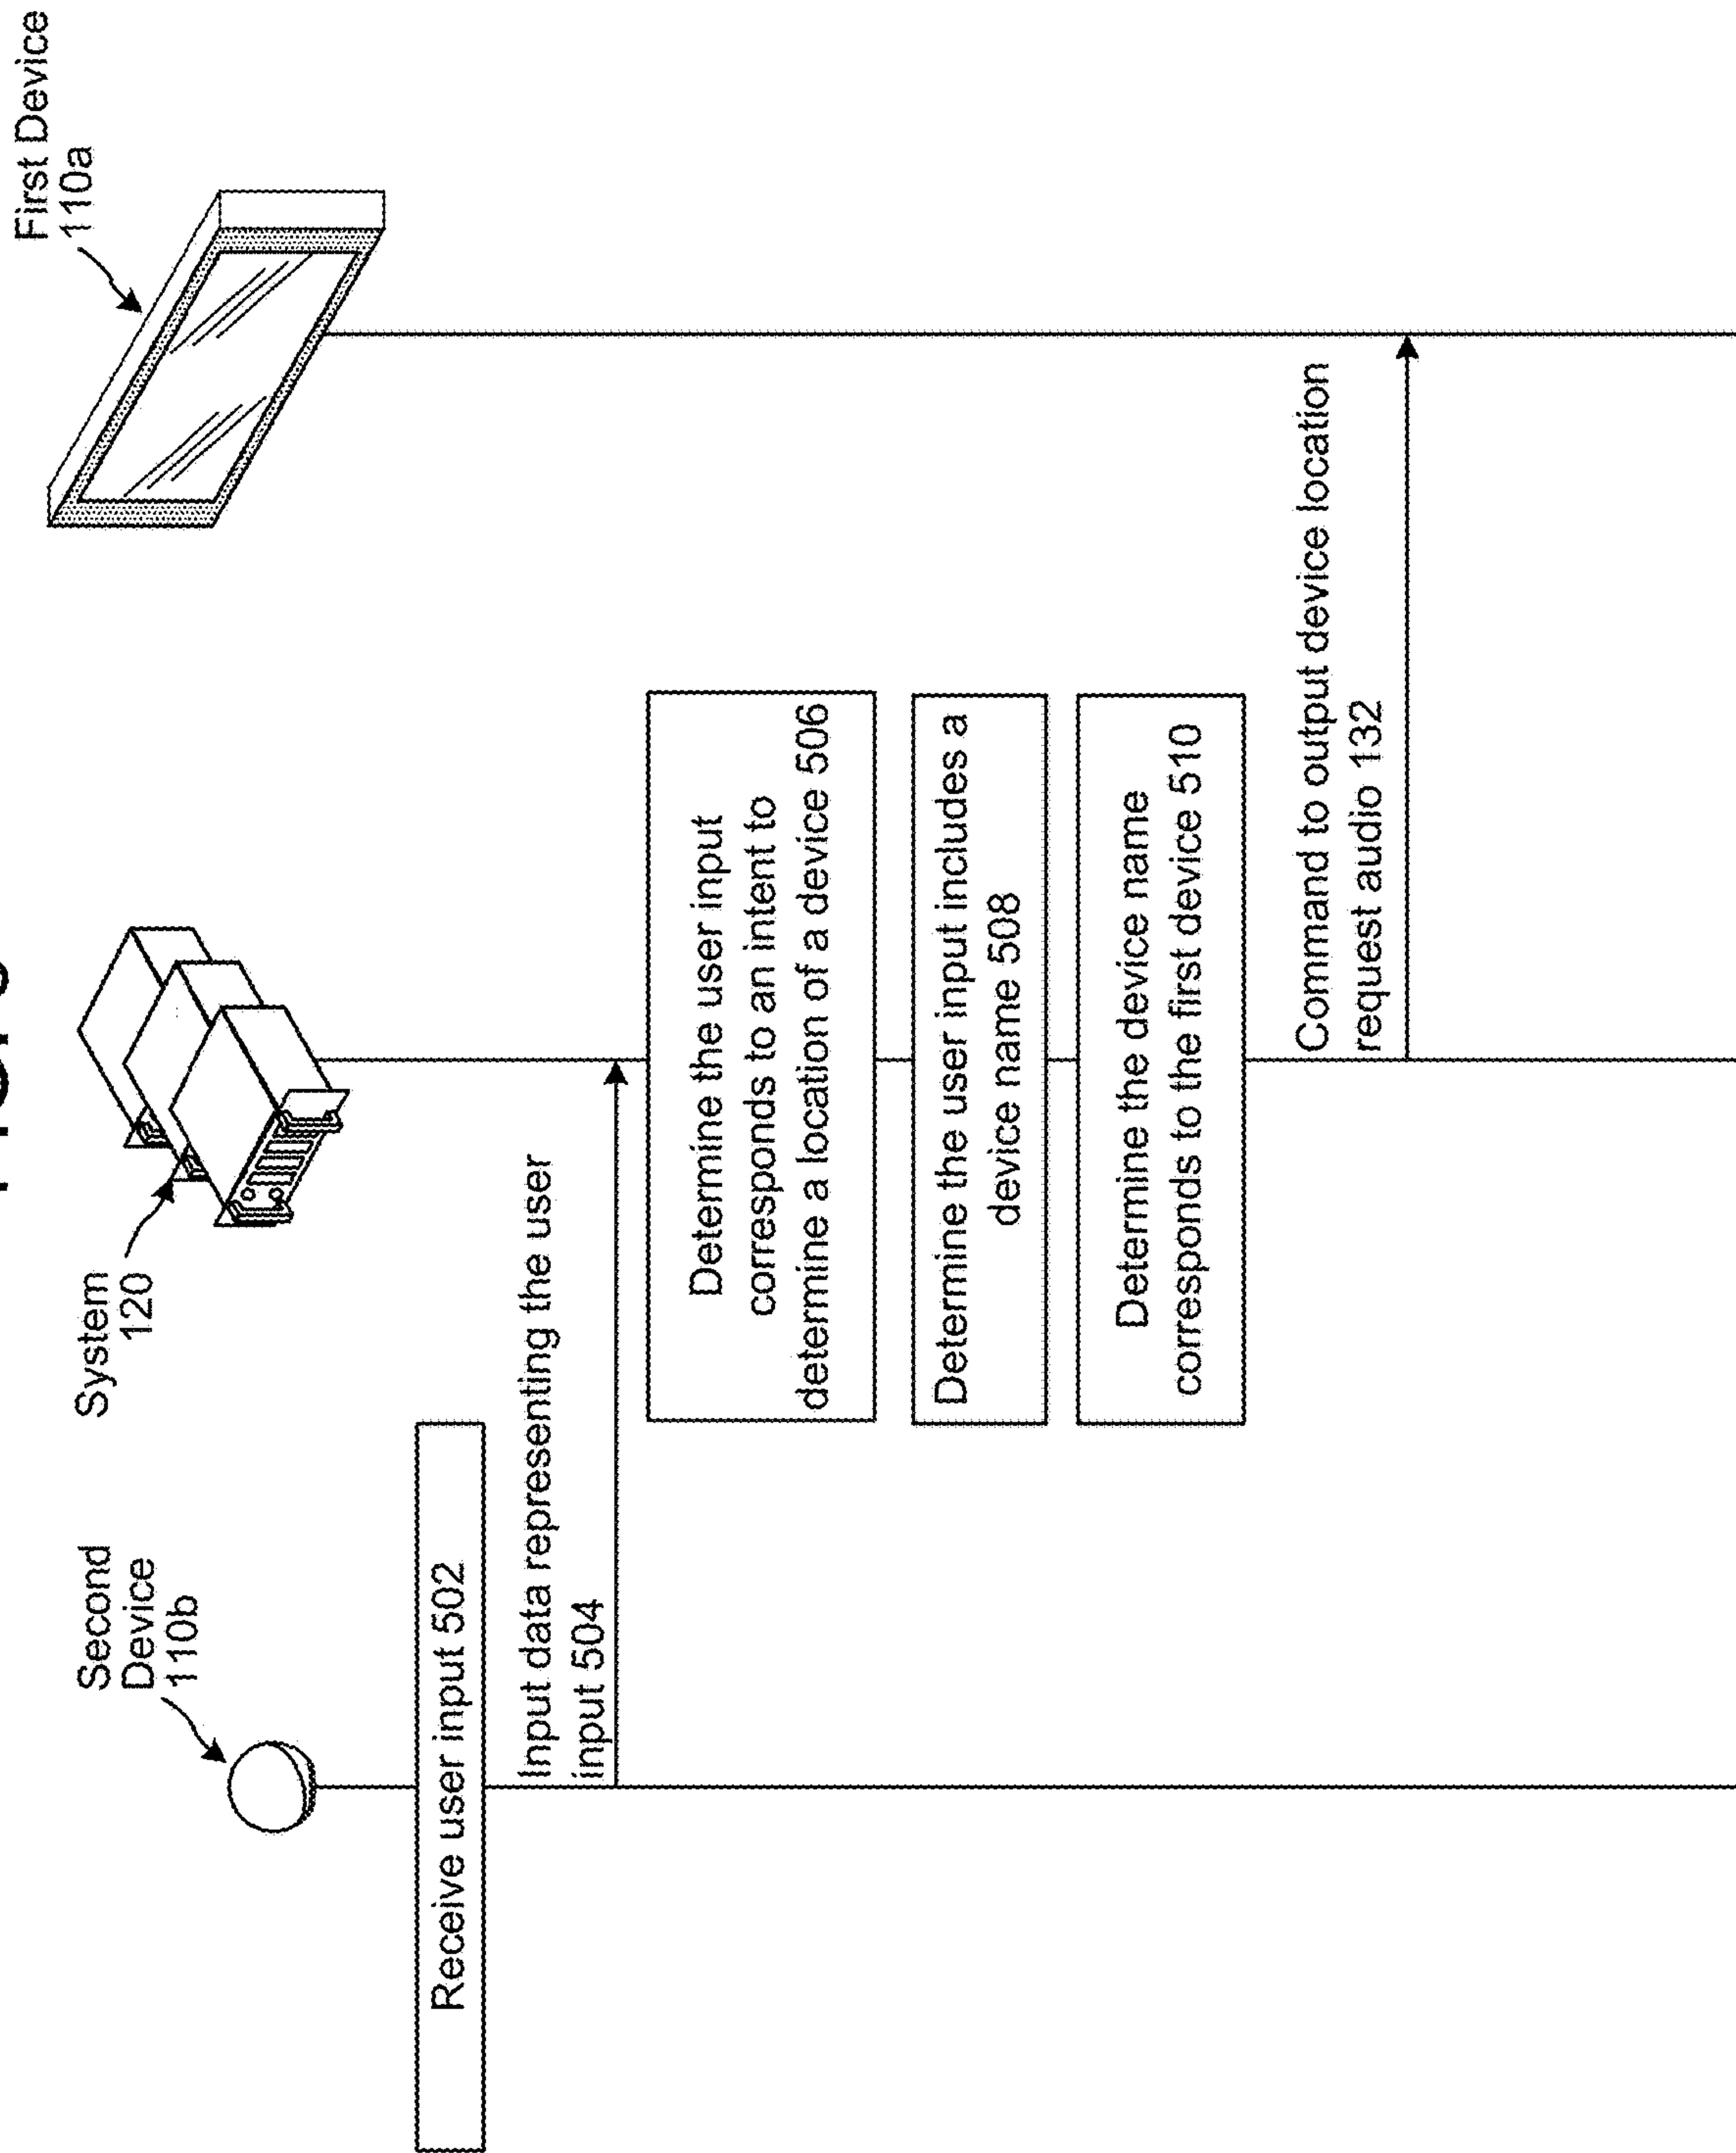 Second
Device
110b
System
120
First Device
110a
Receive user input 502
Input data representing the user
input 504
Determine the user input
corresponds to an intent to
determine a location of a device 506
Determine the user input includes a
device name 508
Determine the device name
corresponds to the first device 510
Command to output device location
request audio 132